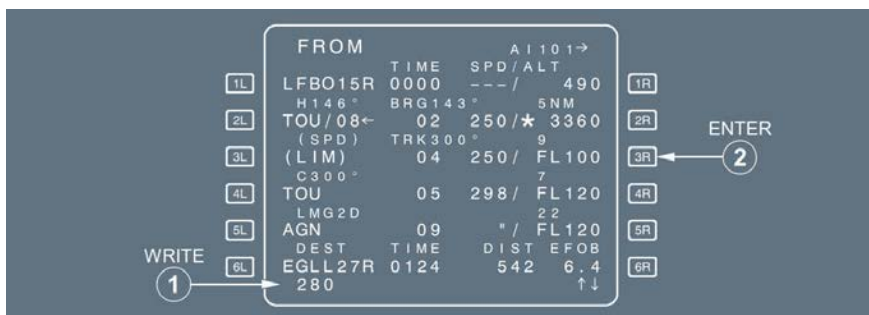 FROM AI101→
TIME SPD/ALT
1L LFBO15R 0000 ---/ 490 1R
H146° BRG143° 5NM
2L TOU/08← 02 250/* 3360 2R
ENTER
(SPD) TRK300° 9
3L (LIM) 04 250/ FL100 3R 2
C300° 7
4L TOU 05 298/ FL120 4R
LMG2D 22
5L AGN 09 "/ FL120 5R
DEST TIME DIST EFOB
WRITE
6L EGLL27R 0124 542 6.4 6R
1 280 ↑↓